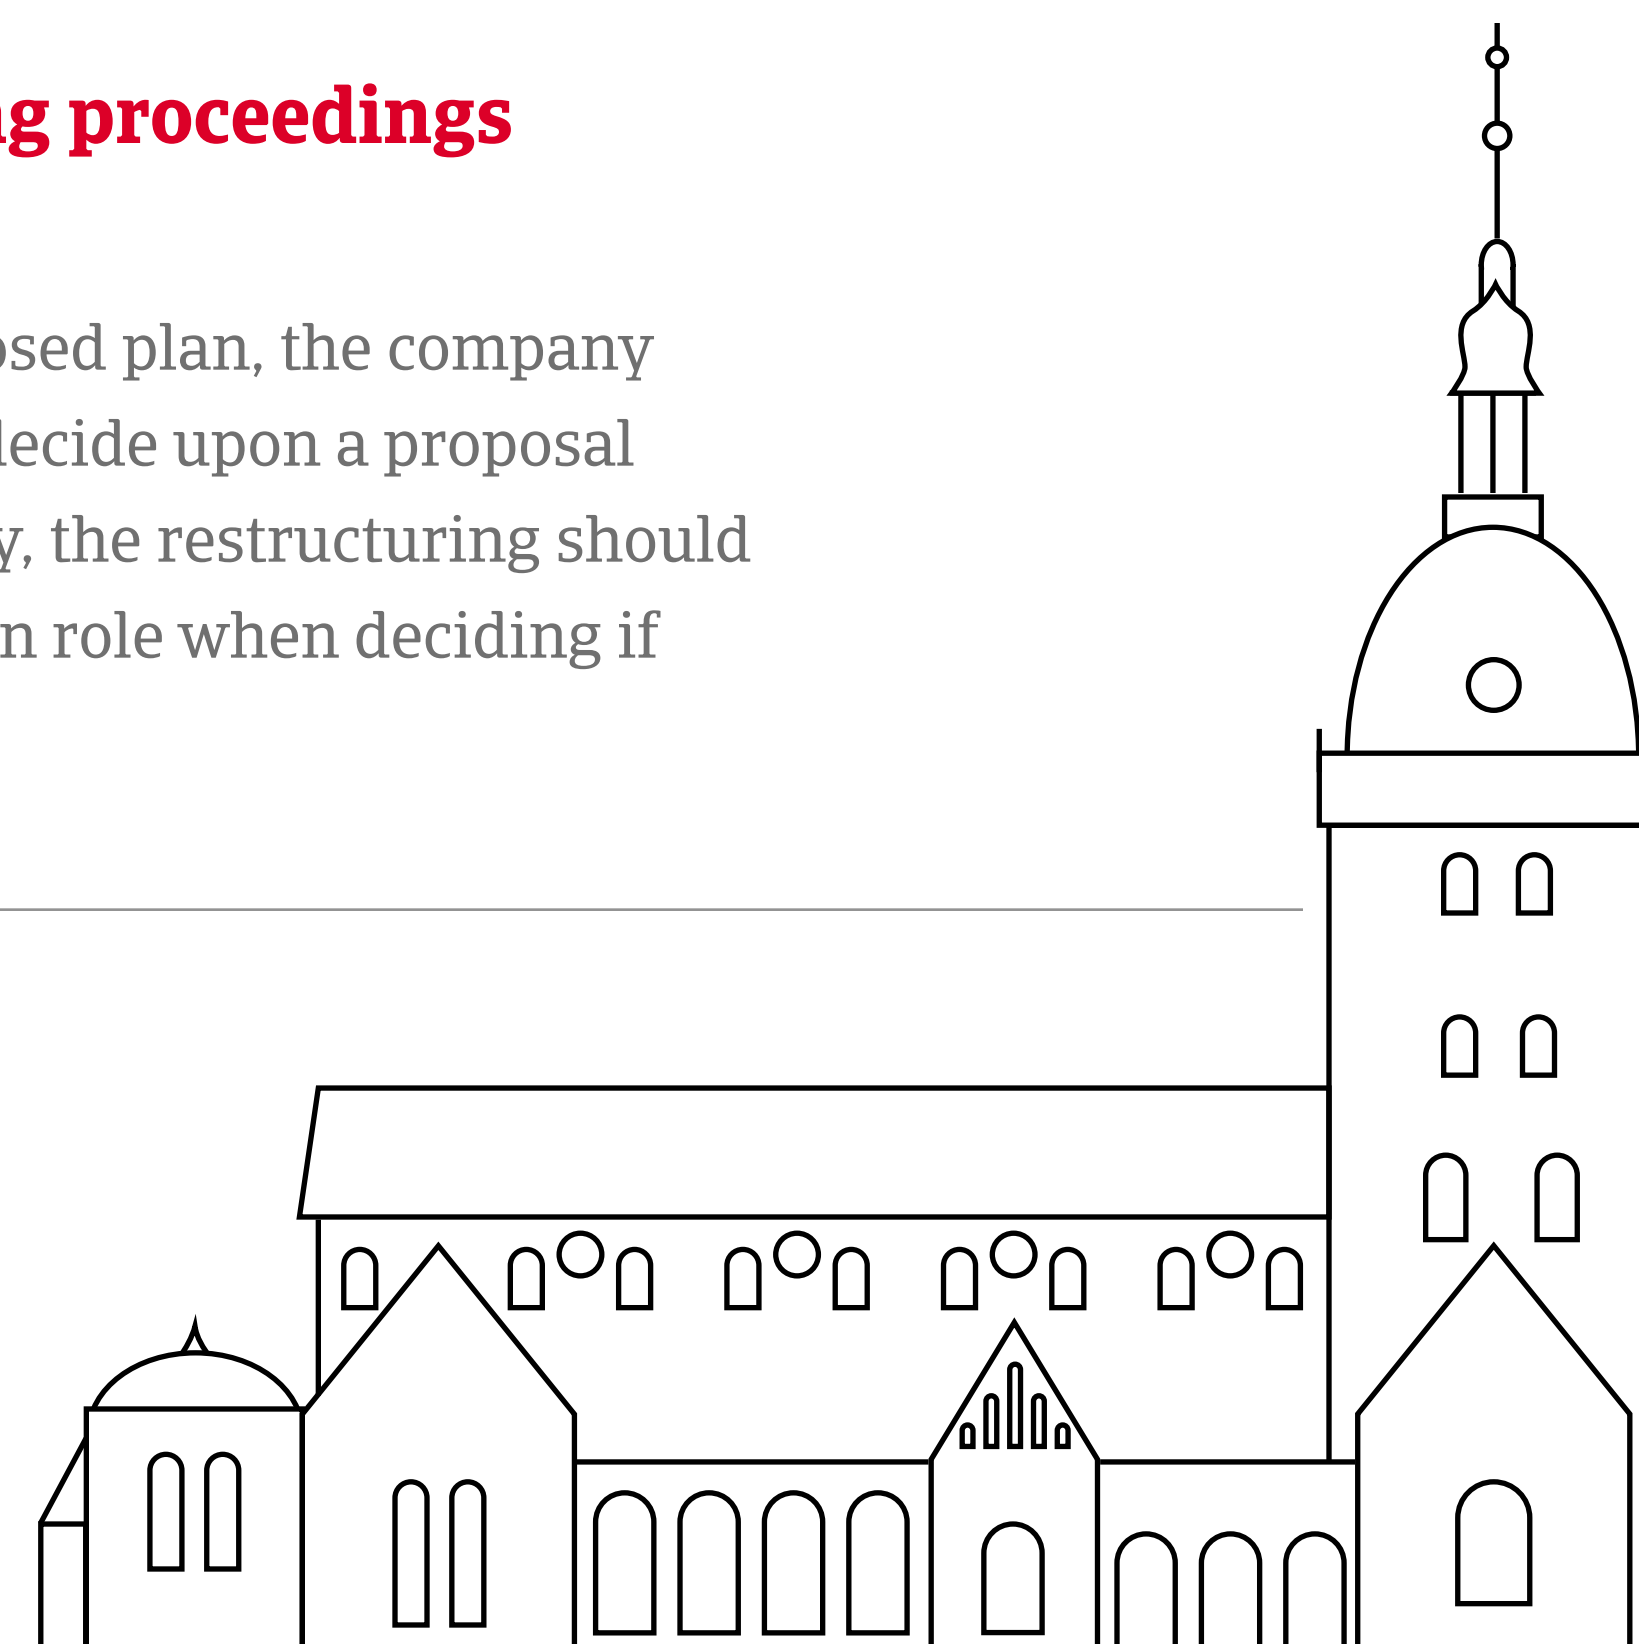 g proceedings
osed plan, the company
decide upon a proposal
y, the restructuring should
n role when deciding if